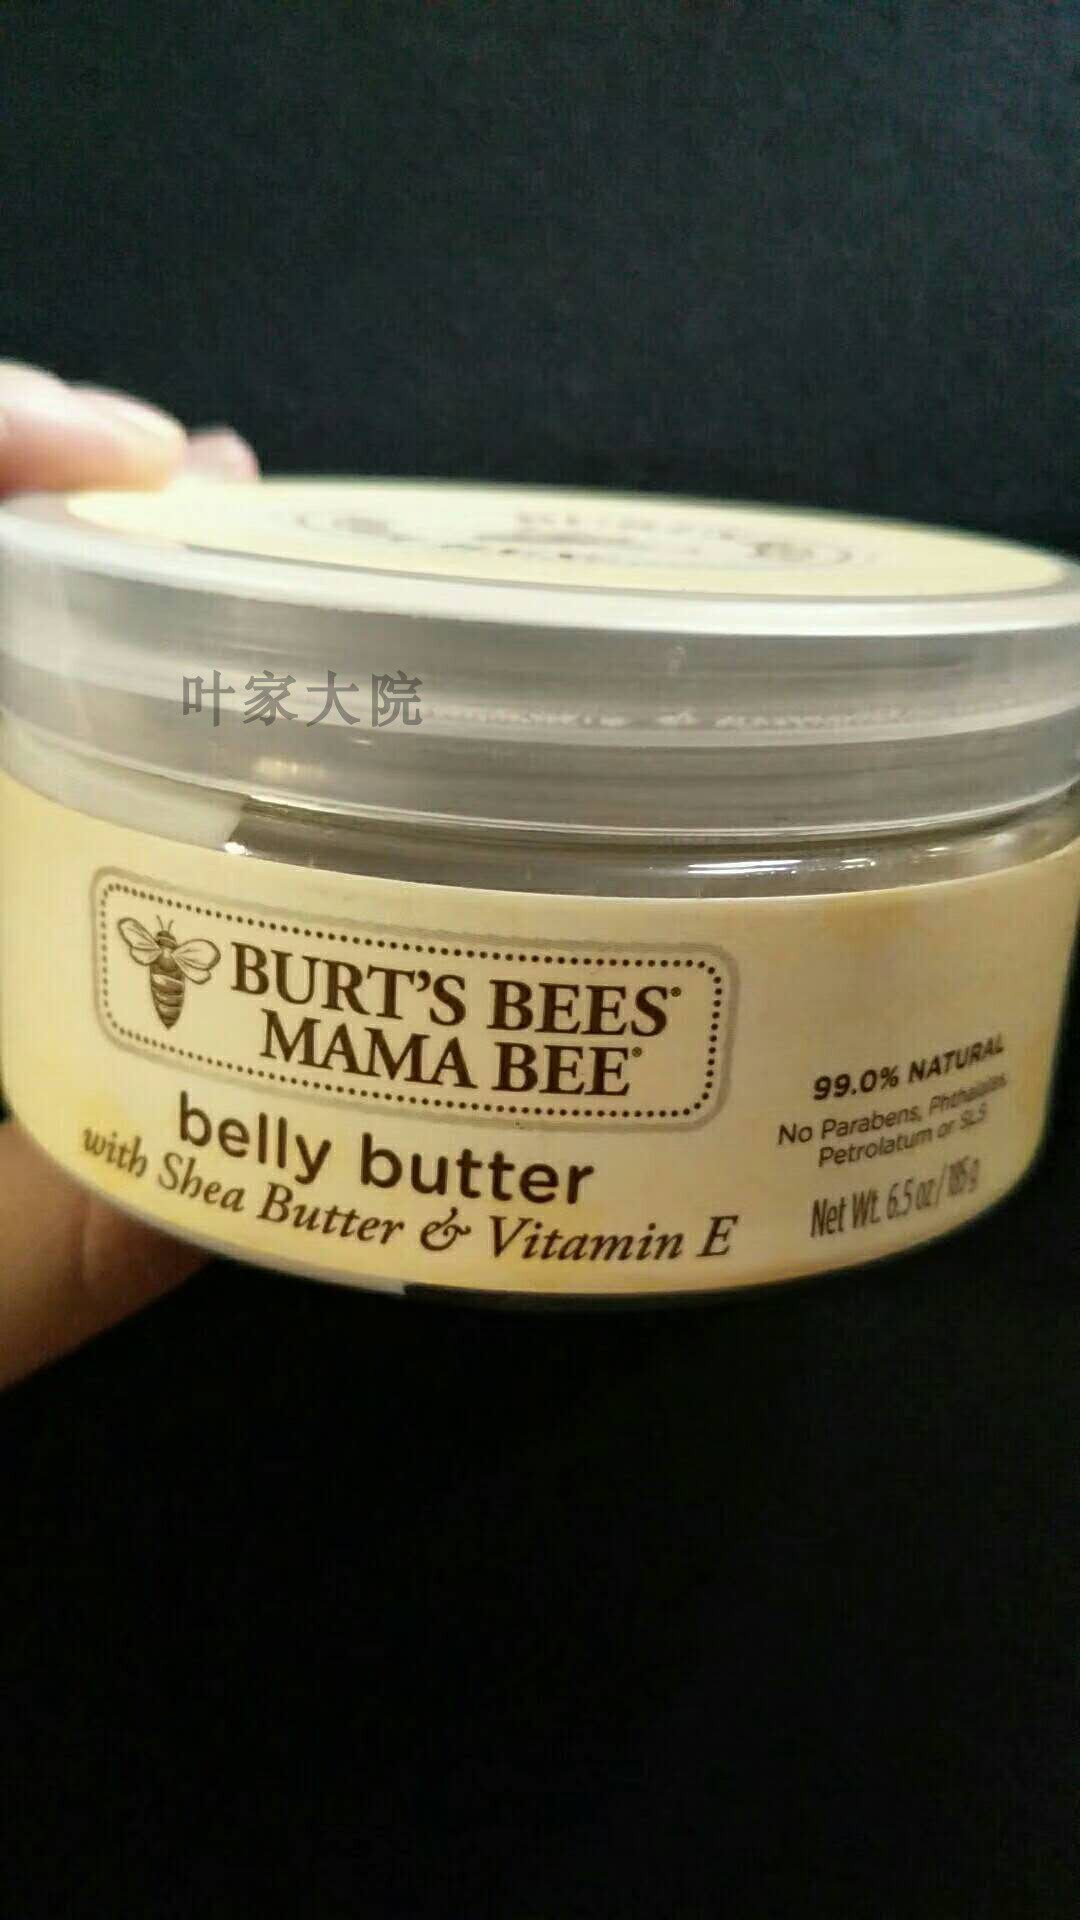 叶家大院
BURT'S BEES®
MAMA BEE®
belly butter
with Shea Butter & Vitamin E
99.0% NATURAL
No Parabens, Phthalates,
Petrolatum or SLS
Net Wt. 6.5 oz / 185 g